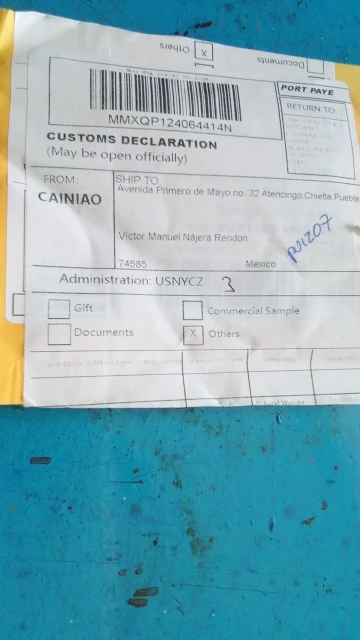 Others
X
Documents
MMXQP124064414N
PORT PAYE
RETURN TO:
CUSTOMS DECLARATION
(May be open officially)
FROM:
CAINIAO
SHIP TO
Avenida Primero de Mayo no 32 Atencingo,Chietla Puebla
Victor Manuel Nájera Rendon
74585
Mexico
Administration: USNYCZ 3
Gift
Commercial Sample
Documents
X Others